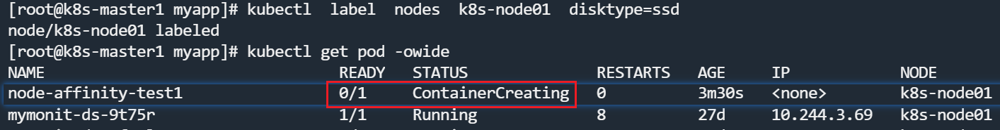 [root@k8s-master1 myapp]# kubectl  label  nodes  k8s-node01  disktype=ssd
node/k8s-node01 labeled
[root@k8s-master1 myapp]# kubectl get pod -owide
NAME READY STATUS RESTARTS AGE IP NODE
node-affinity-test1 0/1 ContainerCreating 0 3m30s <none> k8s-node01
mymonit-ds-9t75r 1/1 Running 8 27d 10.244.3.69 k8s-node01